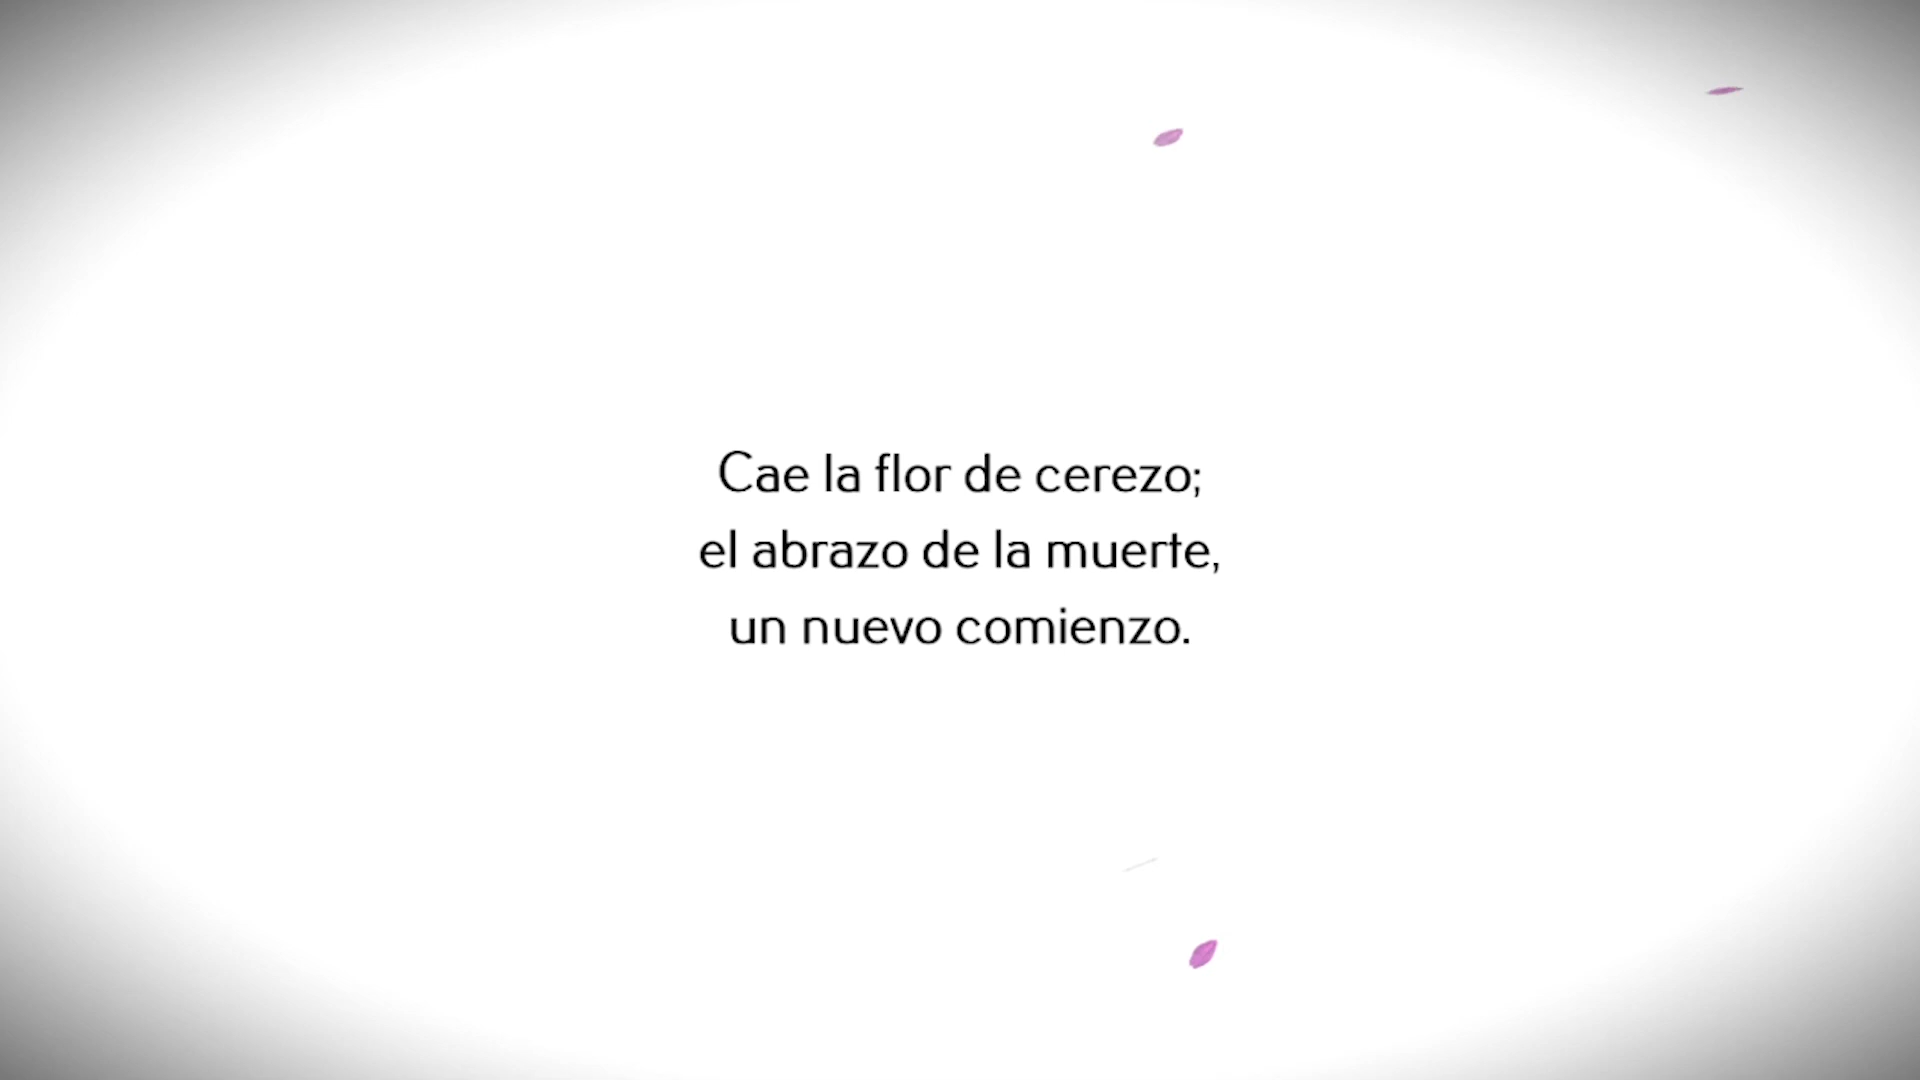 Cae la flor de cerezo;
el abrazo de la muerte,
un nuevo comienzo.